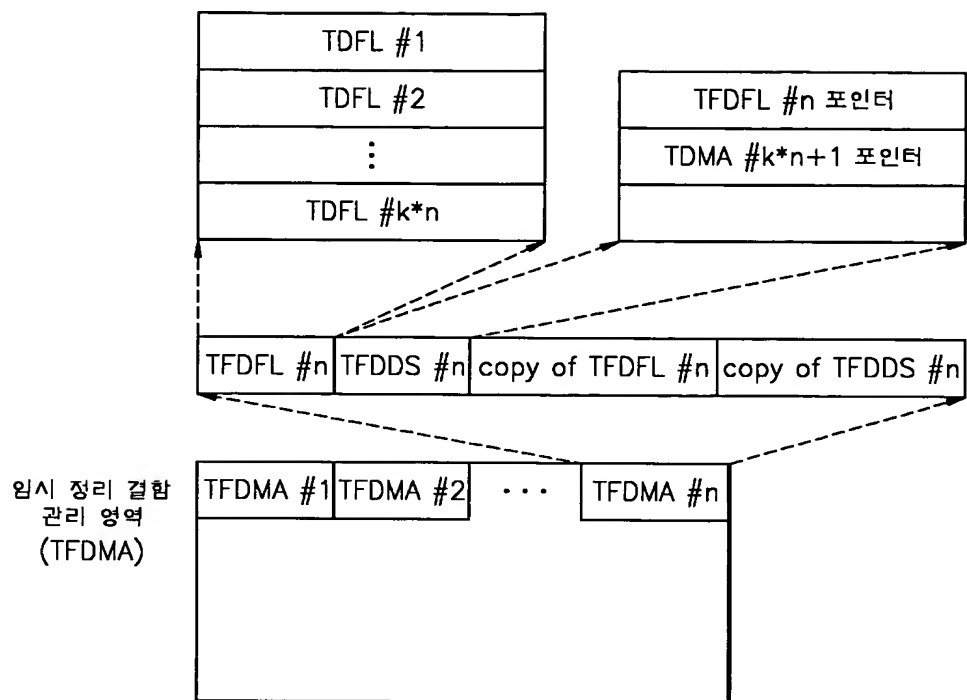 TDFL #1
TDFL #2
⋮
TDFL #k*n
TFDFL #n 포인터
TDMA #k*n+1 포인터
TFDFL #n
TFDDS #n
copy of TFDFL #n
copy of TFDDS #n
임시 정리 결함
관리 영역
(TFDMA)
TFDMA #1
TFDMA #2
···
TFDMA #n